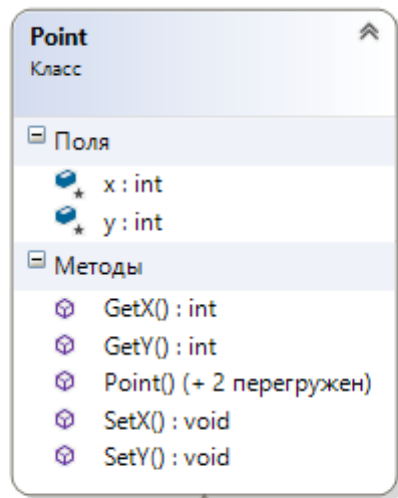 Point
Класс
Поля
x : int
y : int
Методы
GetX() : int
GetY() : int
Point() (+ 2 перегружен)
SetX() : void
SetY() : void